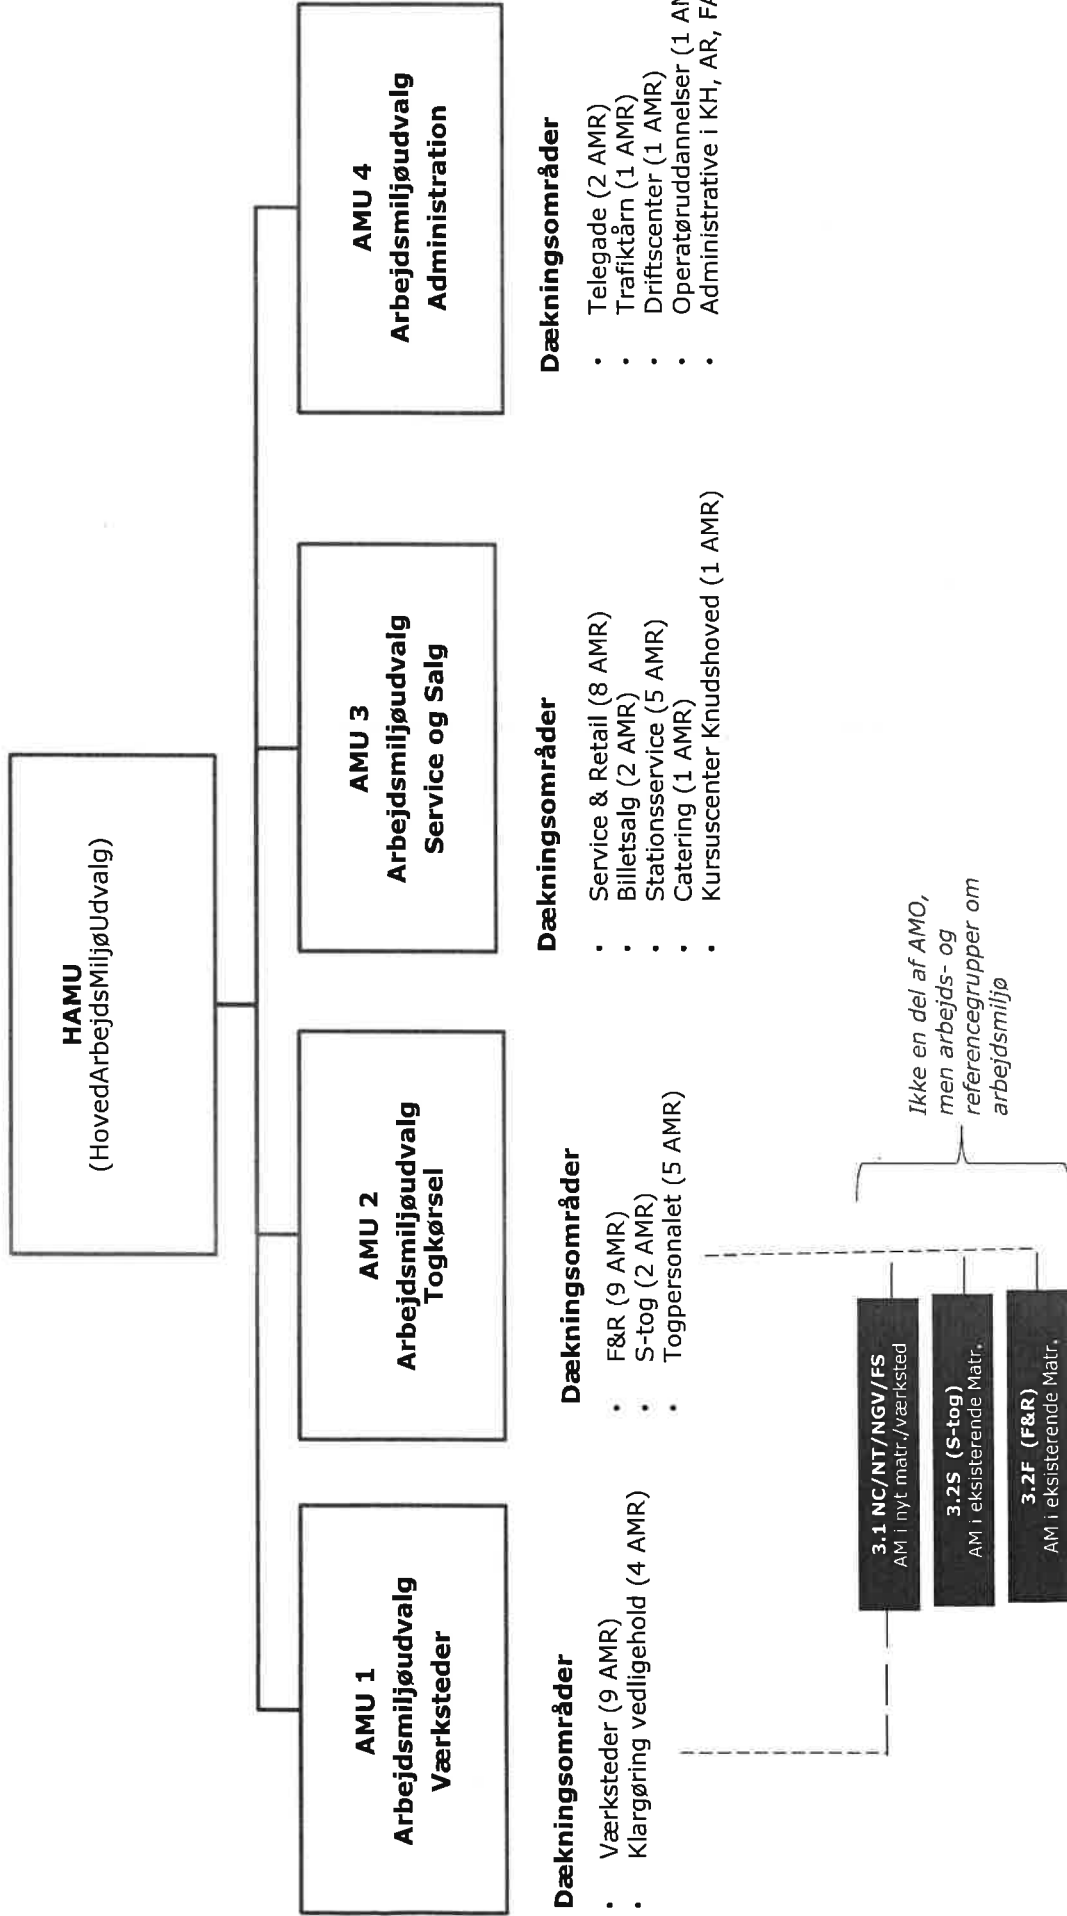 HAMU
(HovedArbejdsMiljøUdvalg)
AMU 1
Arbejdsmiljøudvalg
Værksteder
Dækningsområder
· Værksteder (9 AMR)
· Klargøring vedligehold (4 AMR)
AMU 2
Arbejdsmiljøudvalg
Togkørsel
Dækningsområder
· F&R (9 AMR)
· S-tog (2 AMR)
· Togpersonalet (5 AMR)
AMU 3
Arbejdsmiljøudvalg
Service og Salg
Dækningsområder
· Service & Retail (8 AMR)
· Billetsalg (2 AMR)
· Stationsservice (5 AMR)
· Catering (1 AMR)
· Kursuscenter Knudshoved (1 AMR)
AMU 4
Arbejdsmiljøudvalg
Administration
Dækningsområder
· Telegade (2 AMR)
· Trafiktårn (1 AMR)
· Driftscenter (1 AMR)
· Operatøruddannelser (1
· Administrative i KH, AR,
3.1 NC/NT/NGV/FS
AM i nyt matr./værksted
3.2S (S-tog)
AM i eksisterende Matr.
3.2F (F&R)
AM i eksisterende Matr.
Ikke en del af AMO,
men arbejds- og
referencegrupper om
arbejdsmiljø